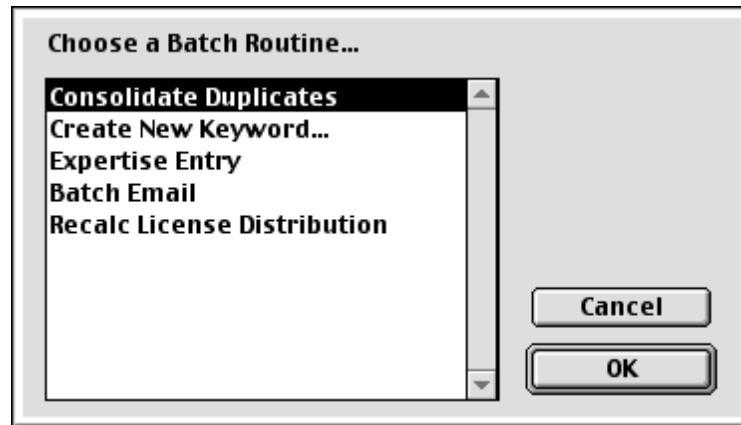 Choose a Batch Routine...
Consolidate Duplicates
Create New Keyword...
Expertise Entry
Batch Email
Recalc License Distribution
Cancel
OK